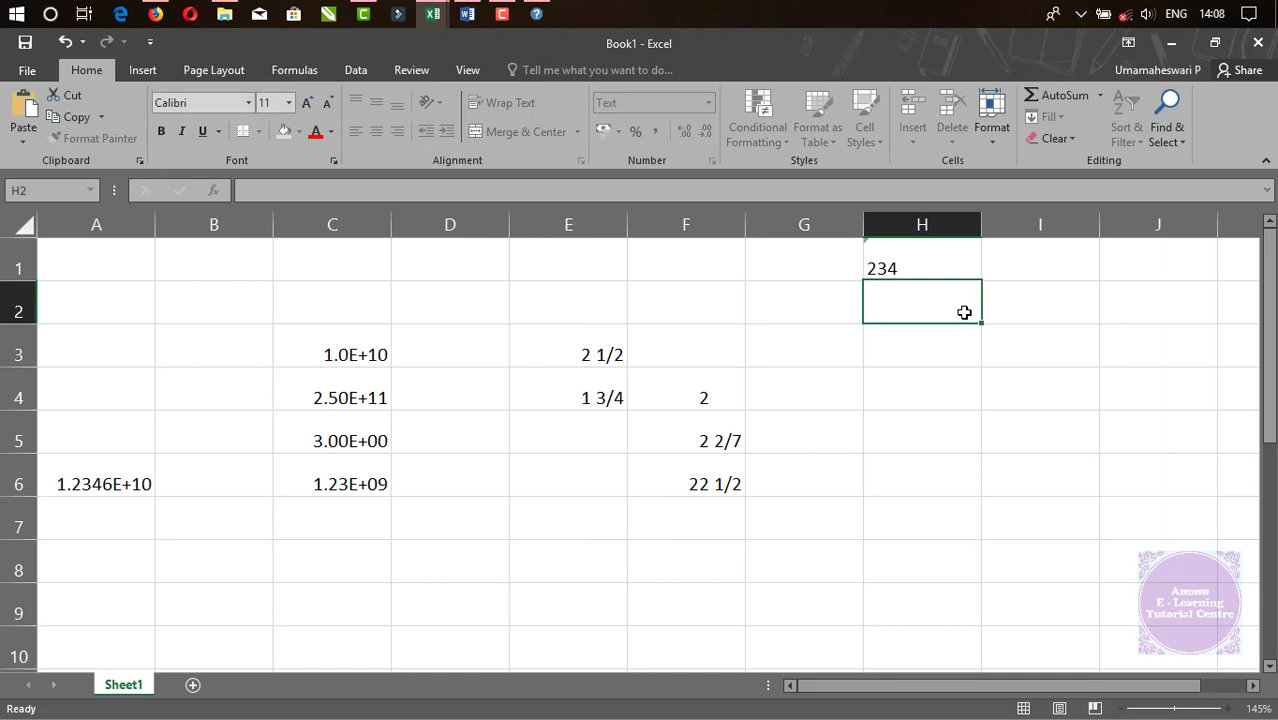 ENG 14:08
Book1 - Excel
File Home Insert Page Layout Formulas Data Review View Tell me what you want to do... Umamaheswari P Share
Paste
Cut
Copy
Format Painter
Clipboard
Calibri 11
B I U A
Font
Wrap Text
Merge & Center
Alignment
Text
% ,
Number
Conditional Formatting
Format as Table
Cell Styles
Styles
Insert Delete Format
Cells
AutoSum
Fill
Clear
Sort & Filter
Find & Select
Editing
H2 fx
A B C D E F G H I J
1 234
2
3 1.0E+10 2 1/2
4 2.50E+11 1 3/4 2
5 3.00E+00 2 2/7
6 1.2346E+10 1.23E+09 22 1/2
7
8
9
10
Anunu
E - Learning
Tutorial Centre
Sheet1
Ready 145%